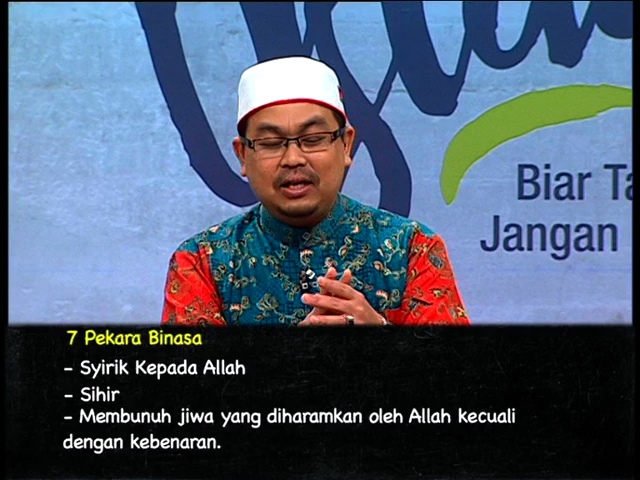 Biar Ta
Jangan
7 Pekara Binasa
- Syirik Kepada Allah
- Sihir
- Membunuh jiwa yang diharamkan oleh Allah kecuali
dengan kebenaran.